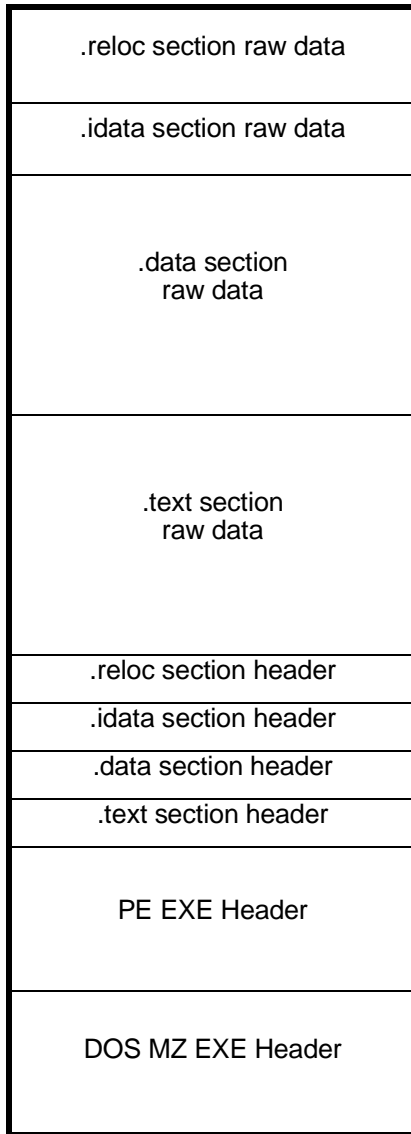 .reloc section raw data
.idata section raw data
.data section
raw data
.text section
raw data
.reloc section header
.idata section header
.data section header
.text section header
PE EXE Header
DOS MZ EXE Header